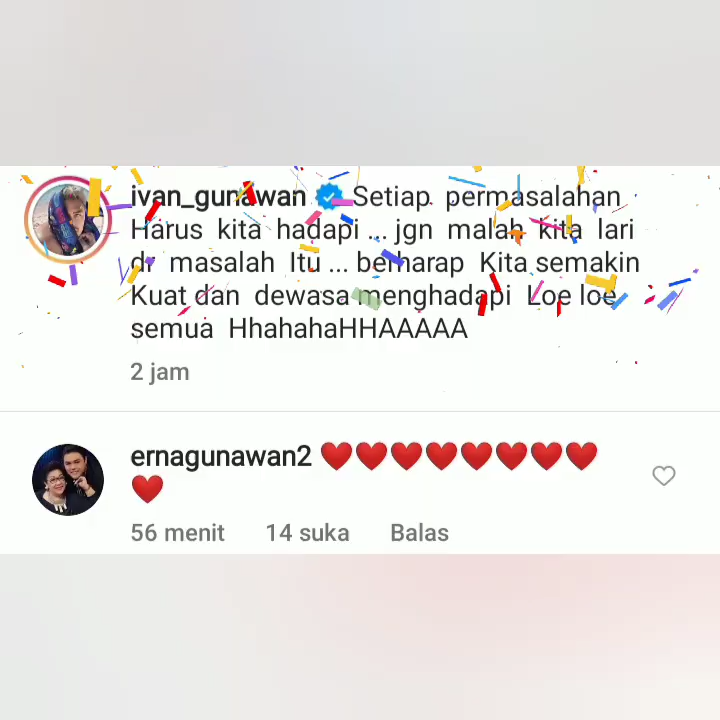 ivan_gunawan Setiap permasalahan
Harus kita hadapi ... jgn malah kita lari
dr masalah Itu ... berharap Kita semakin
Kuat dan dewasa menghadapi Loe loe
semua HhahahaHHAAAAA
2 jam
ernagunawan2 ❤️❤️❤️❤️❤️❤️❤️❤️
❤️
56 menit 14 suka Balas